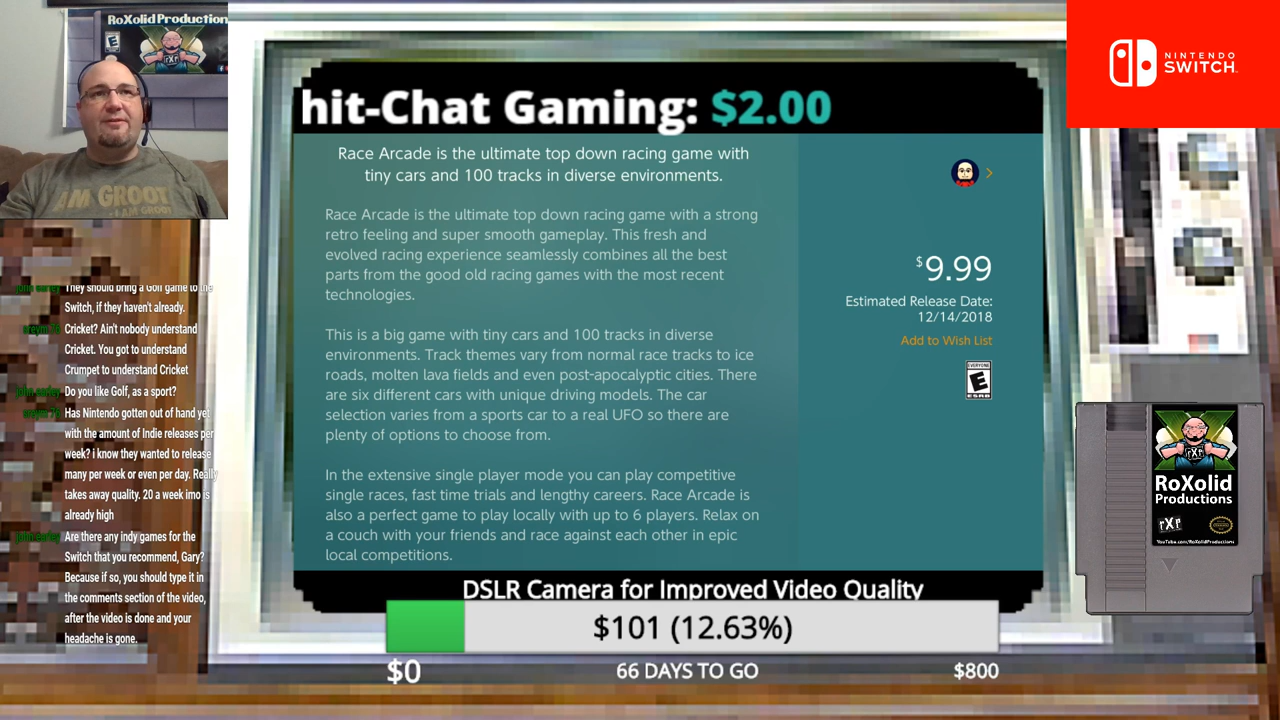 RoXolid Production
rXr
I AM GROOT
I AM GROOT
NINTENDO
SWITCH
hit-Chat Gaming: $2.00
Race Arcade is the ultimate top down racing game with
tiny cars and 100 tracks in diverse environments.
Race Arcade is the ultimate top down racing game with a strong
retro feeling and super smooth gameplay. This fresh and
evolved racing experience seamlessly combines all the best
parts from the good old racing games with the most recent
technologies.
This is a big game with tiny cars and 100 tracks in diverse
environments. Track themes vary from normal race tracks to ice
roads, molten lava fields and even post-apocalyptic cities. There
are six different cars with unique driving models. The car
selection varies from a sports car to a real UFO so there are
plenty of options to choose from.
In the extensive single player mode you can play competitive
single races, fast time trials and lengthy careers. Race Arcade is
also a perfect game to play locally with up to 6 players. Relax on
a couch with your friends and race against each other in epic
local competitions.
$9.99
Estimated Release Date:
12/14/2018
Add to Wish List
EVERYONE
E
ESRB
They should bring a Golf game to the
Switch, if they haven't already.
Cricket? Ain't nobody understand
Cricket. You got to understand
Crumpet to understand Cricket
Do you like Golf, as a sport?
Has Nintendo gotten out of hand yet
with the amount of Indie releases per
week? i know they wanted to release
many per week or even per day. Really
takes away quality. 20 a week imo is
already high
Are there any indy games for the
Switch that you recommend, Gary?
Because if so, you should type it in
the comments section of the video,
after the video is done and your
headache is gone.
rXr
RoXolid
Productions
rXr
YouTube.com/RoXolidProductions
DSLR Camera for Improved Video Quality
$101 (12.63%)
$0
66 DAYS TO GO
$800